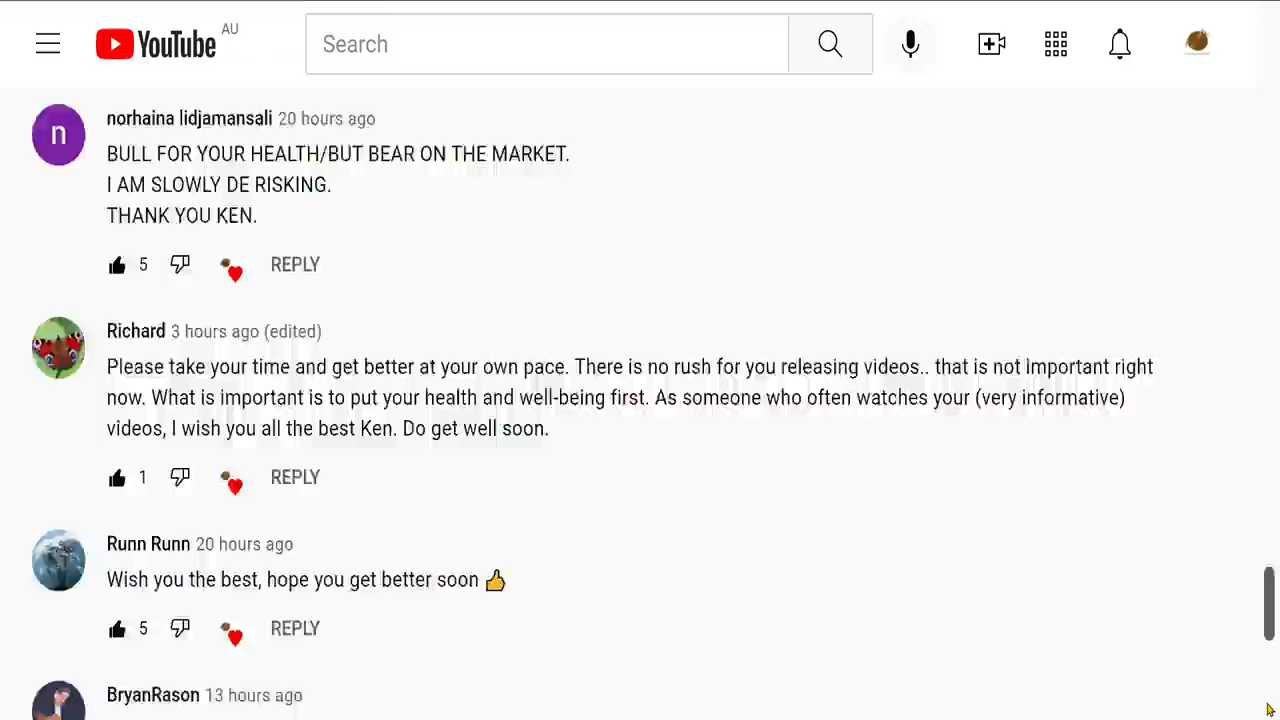 YouTube AU
Search
n
norhaina lidjamansali 20 hours ago
BULL FOR YOUR HEALTH/BUT BEAR ON THE MARKET.
I AM SLOWLY DE RISKING.
THANK YOU KEN.
5 REPLY
Richard 3 hours ago (edited)
Please take your time and get better at your own pace. There is no rush for you releasing videos.. that is not important right
now. What is important is to put your health and well-being first. As someone who often watches your (very informative)
videos, I wish you all the best Ken. Do get well soon.
1 REPLY
Runn Runn 20 hours ago
Wish you the best, hope you get better soon 👍
5 REPLY
BryanRason 13 hours ago